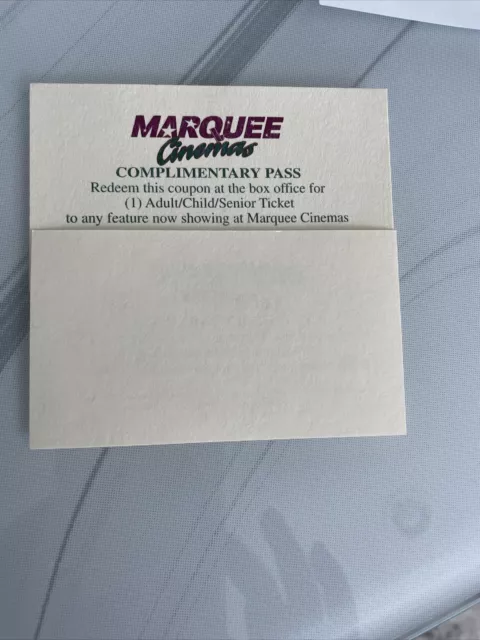 MARQUEE
Cinemas
COMPLIMENTARY PASS
Redeem this coupon at the box office for
(1) Adult/Child/Senior Ticket
to any feature now showing at Marquee Cinemas